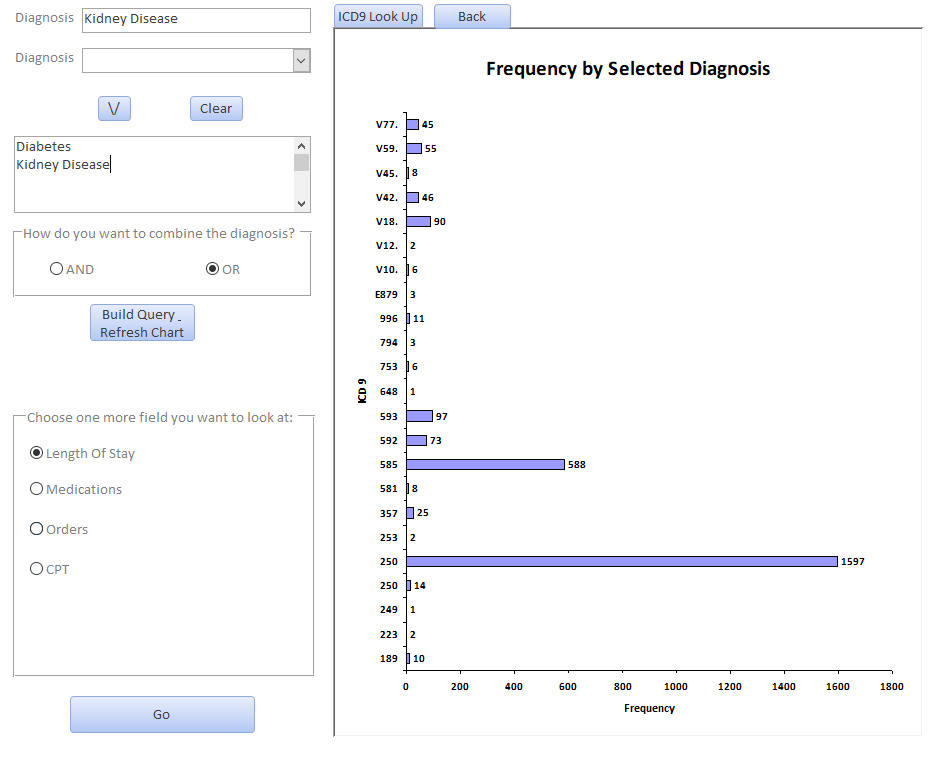 Diagnosis Kidney Disease
Diagnosis
\/ Clear
Diabetes
Kidney Disease
How do you want to combine the diagnosis?
AND OR
Build Query _
Refresh Chart
Choose one more field you want to look at:
Length Of Stay
Medications
Orders
CPT
Go
ICD9 Look Up Back
Frequency by Selected Diagnosis
V77. 45
V59. 55
V45. 8
V42. 46
V18. 90
V12. 2
V10. 6
E879 3
996 11
794 3
753 6
648 1
593 97
592 73
585 588
581 8
357 25
253 2
250 1597
250 14
249 1
223 2
189 10
ICD 9
0 200 400 600 800 1000 1200 1400 1600 1800
Frequency